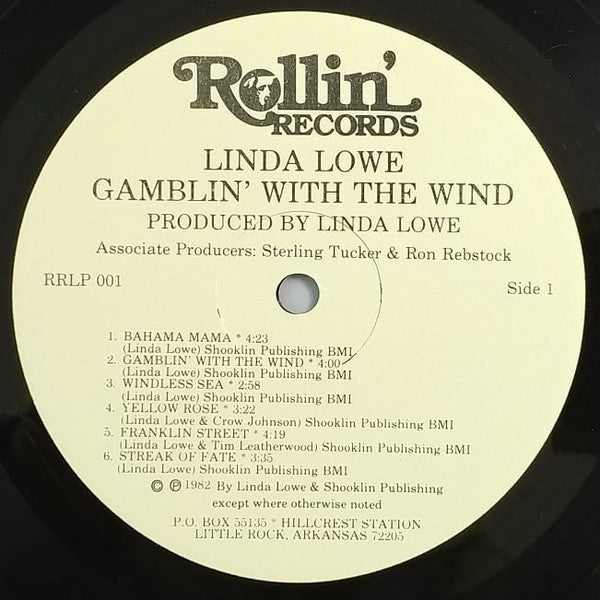 Rollin'
RECORDS
LINDA LOWE
GAMBLIN' WITH THE WIND
PRODUCED BY LINDA LOWE
Associate Producers: Sterling Tucker & Ron Rebstock
RRLP 001
Side 1
1. BAHAMA MAMA * 4:23
(Linda Lowe) Shooklin Publishing BMI
2. GAMBLIN' WITH THE WIND * 4:00
(Linda Lowe) Shooklin Publishing BMI
3. WINDLESS SEA * 2:58
(Linda Lowe) Shooklin Publishing BMI
4. YELLOW ROSE * 3:22
(Linda Lowe & Crow Johnson) Shooklin Publishing BMI
5. FRANKLIN STREET * 4:19
(Linda Lowe & Tim Leatherwood) Shooklin Publishing BMI
6. STREAK OF FATE * 3:35
(Linda Lowe) Shooklin Publishing BMI
© ℗ 1982 By Linda Lowe & Shooklin Publishing
except where otherwise noted
P.O. BOX 55135 * HILLCREST STATION
LITTLE ROCK, ARKANSAS 72205